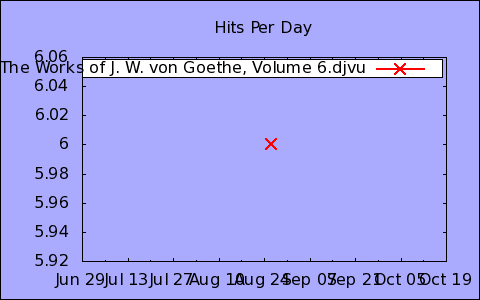 Hits Per Day
6.06
The Works of J. W. von Goethe, Volume 6.djvu
6.04
6.02
6
5.98
5.96
5.94
5.92
Jun 29 Jul 13 Jul 27 Aug 10 Aug 24 Sep 07 Sep 21 Oct 05 Oct 19